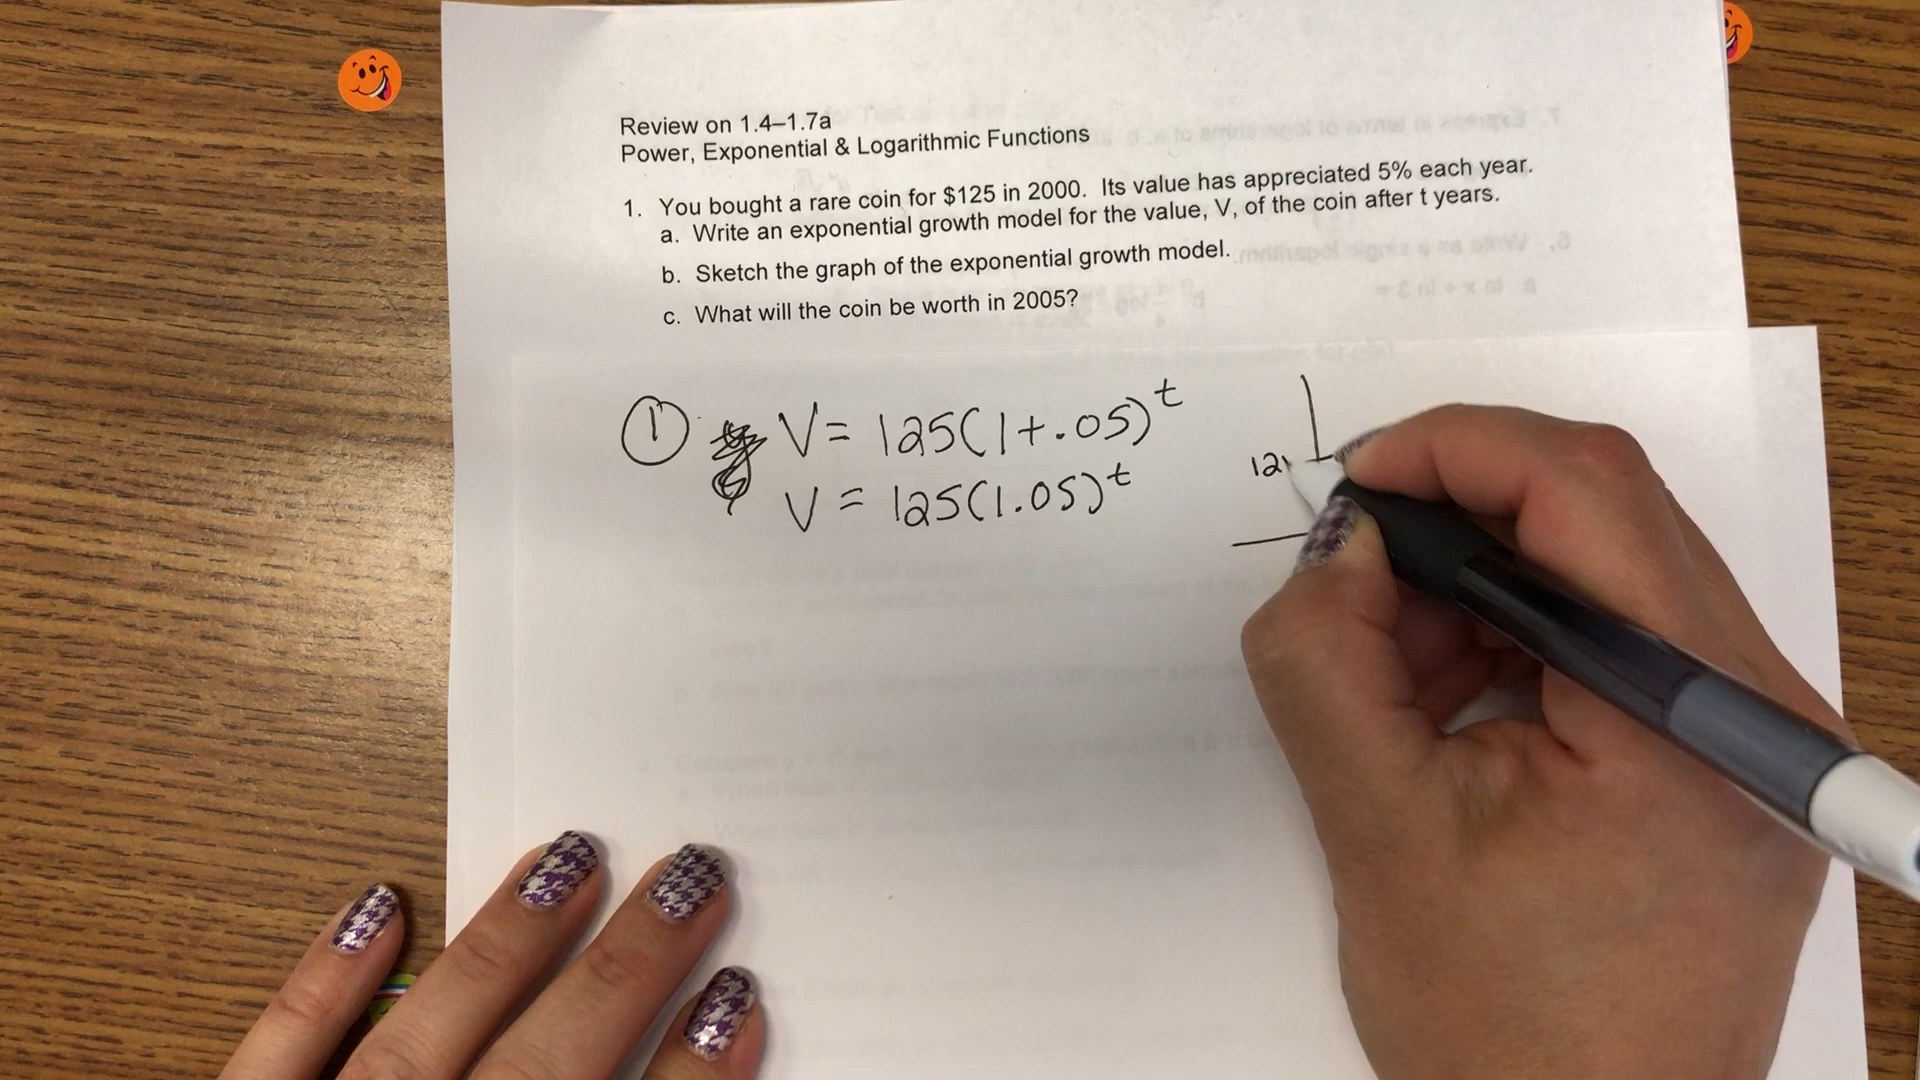 Review on 1.4–1.7a
Power, Exponential & Logarithmic Functions
1. You bought a rare coin for $125 in 2000. Its value has appreciated 5% each year.
a. Write an exponential growth model for the value, V, of the coin after t years.
b. Sketch the graph of the exponential growth model.
c. What will the coin be worth in 2005?
① V = 125(1+.05)^t
V = 125(1.05)^t
12